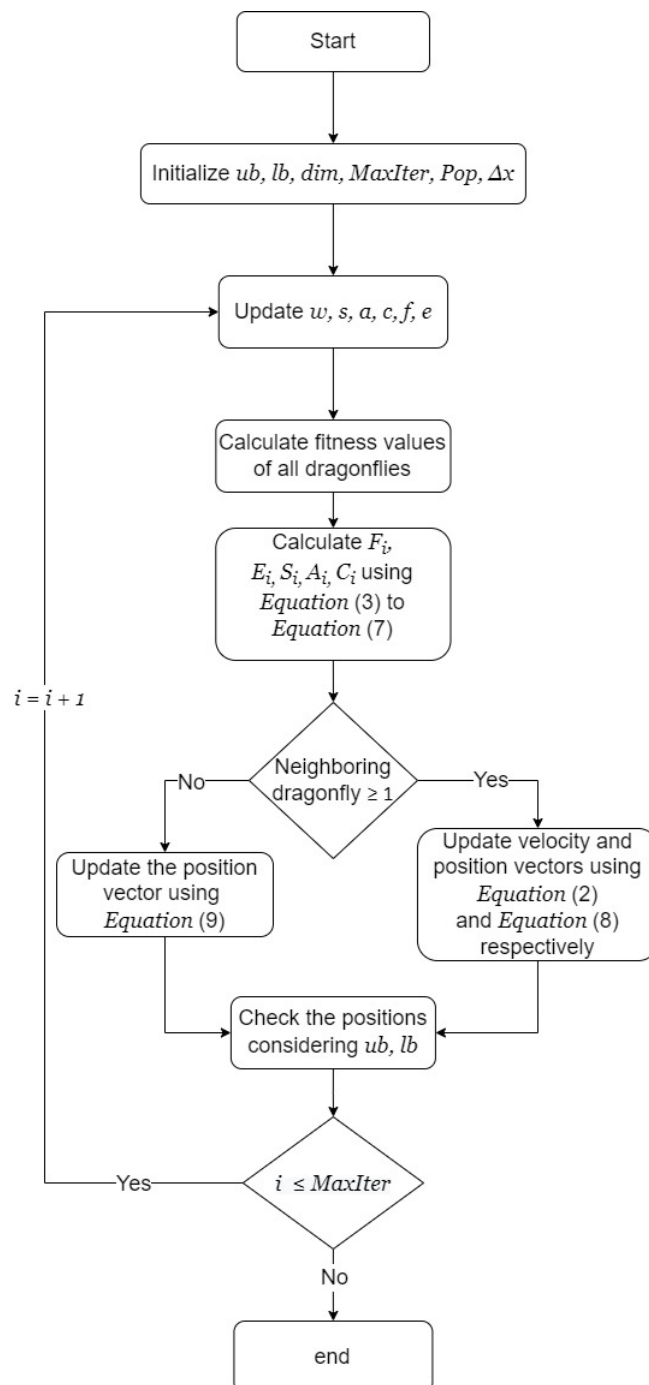 Start
Initialize ub, lb, dim, MaxIter, Pop, Δx
Update w, s, a, c, f, e
Calculate fitness values
of all dragonflies
Calculate Fᵢ,
Eᵢ, Sᵢ, Aᵢ, Cᵢ using
Equation (3) to
Equation (7)
i = i + 1
Neighboring
dragonfly ≥ 1
No
Yes
Update the position
vector using
Equation (9)
Update velocity and
position vectors using
Equation (2)
and Equation (8)
respectively
Check the positions
considering ub, lb
i ≤ MaxIter
Yes
No
end